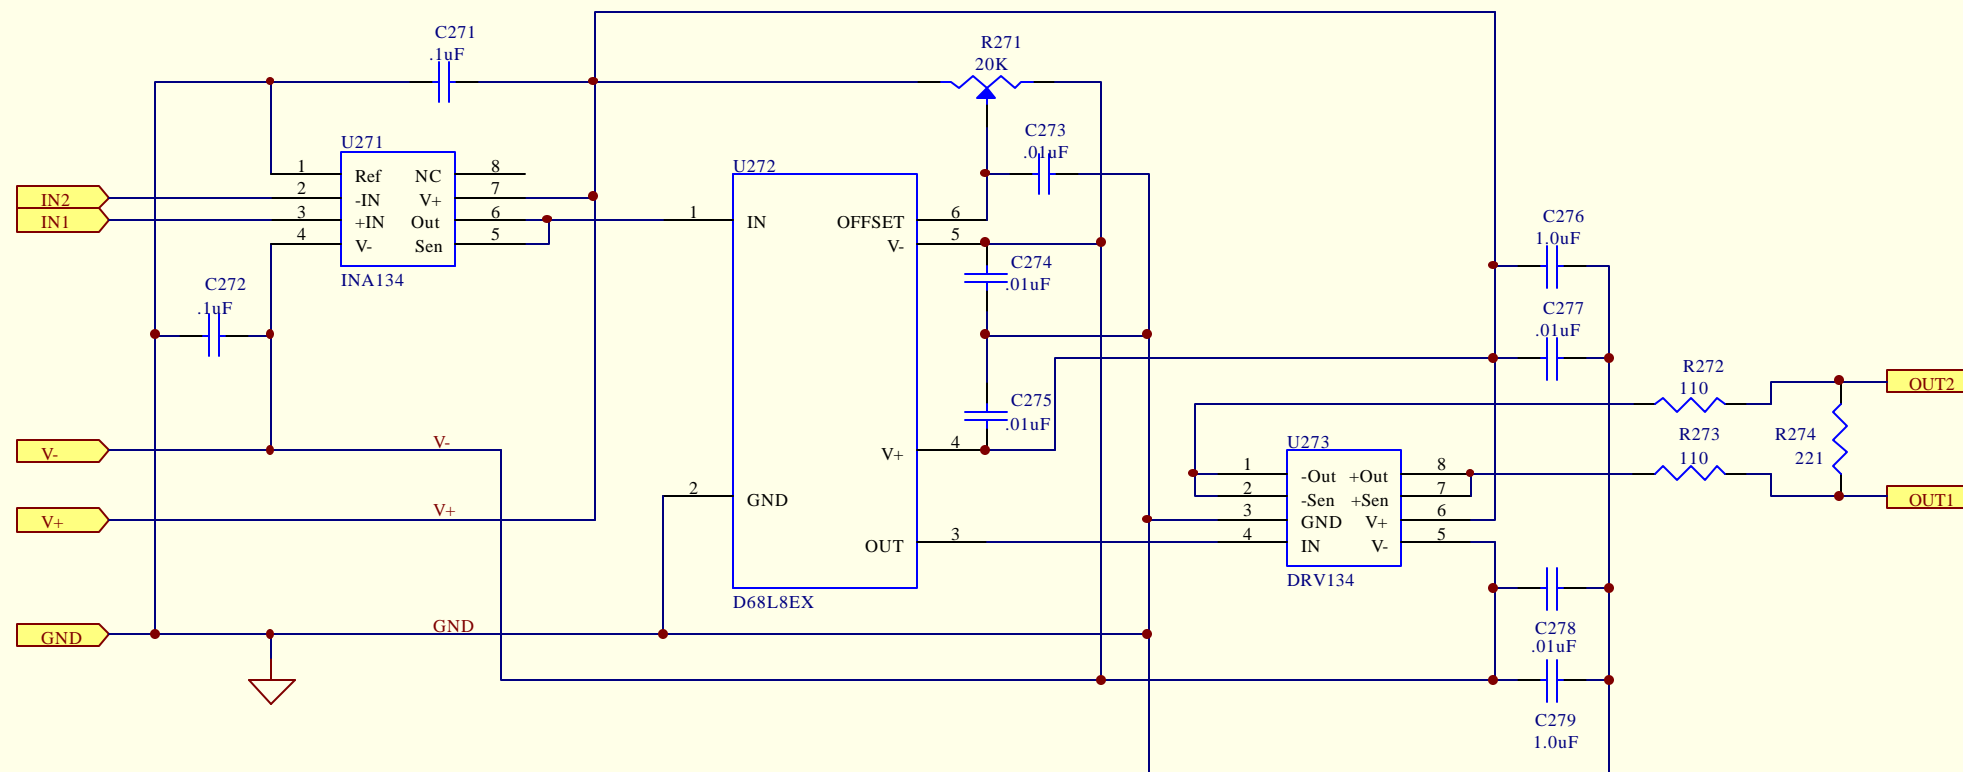 C271
.1uF
R271
20K
C273
.01uF
U271
1 Ref NC 8
2 -IN V+ 7
3 +IN Out 6
4 V- Sen 5
INA134
IN2
IN1
C272
.1uF
U272
1 IN OFFSET 6
V- 5
C274
.01uF
C275
.01uF
V+ 4
2 GND
OUT 3
D68L8EX
C276
1.0uF
C277
.01uF
R272
110
OUT2
R273
110
R274
221
OUT1
U273
1 -Out +Out 8
2 -Sen +Sen 7
3 GND V+ 6
4 IN V- 5
DRV134
V- V-
V+ V+
GND GND
C278
.01uF
C279
1.0uF